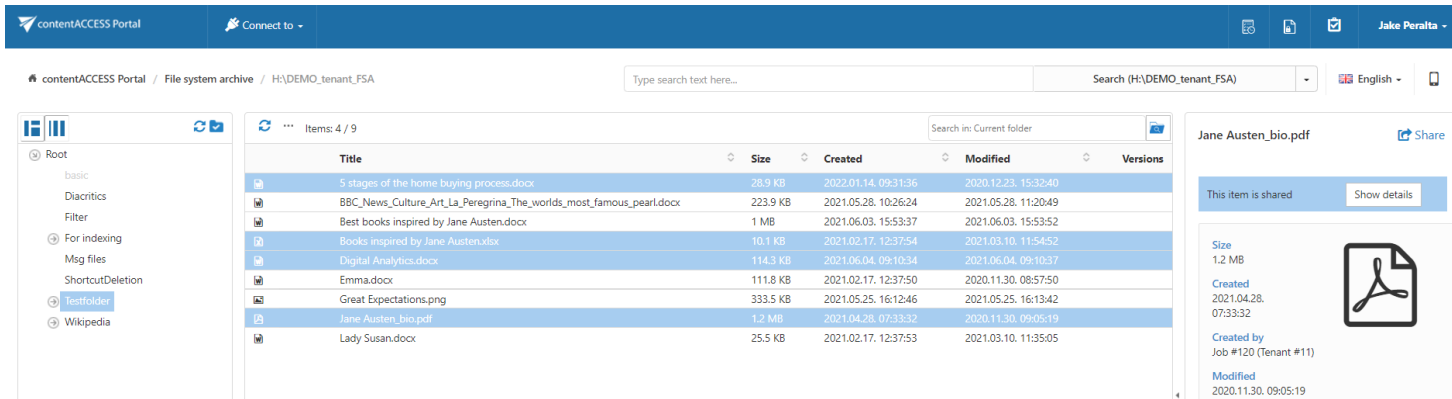 contentACCESS Portal
Connect to
Jake Peralta
contentACCESS Portal / File system archive / H:\DEMO_tenant_FSA
Type search text here...
Search (H:\DEMO_tenant_FSA)
English
Root
basic
Diacritics
Filter
For indexing
Msg files
ShortcutDeletion
Testfolder
Wikipedia
Items: 4 / 9
Search in: Current folder
Title Size Created Modified Versions
5 stages of the home buying process.docx 28.9 KB 2022.01.14. 09:31:36 2020.12.23. 15:32:40
BBC_News_Culture_Art_La_Peregrina_The_worlds_most_famous_pearl.docx 223.9 KB 2021.05.28. 10:26:24 2021.05.28. 11:20:49
Best books inspired by Jane Austen.docx 1 MB 2021.06.03. 15:53:37 2021.06.03. 15:53:52
Books inspired by Jane Austen.xlsx 10.1 KB 2021.02.17. 12:37:54 2021.03.10. 11:54:52
Digital Analytics.docx 114.3 KB 2021.06.04. 09:10:34 2021.06.04. 09:10:37
Emma.docx 111.8 KB 2021.02.17. 12:37:50 2020.11.30. 08:57:50
Great Expectations.png 333.5 KB 2021.05.25. 16:12:46 2021.05.25. 16:13:42
Jane Austen_bio.pdf 1.2 MB 2021.04.28. 07:33:32 2020.11.30. 09:05:19
Lady Susan.docx 25.5 KB 2021.02.17. 12:37:53 2021.03.10. 11:35:05
Jane Austen_bio.pdf
Share
This item is shared
Show details
Size
1.2 MB
Created
2021.04.28.
07:33:32
Created by
Job #120 (Tenant #11)
Modified
2020.11.30. 09:05:19